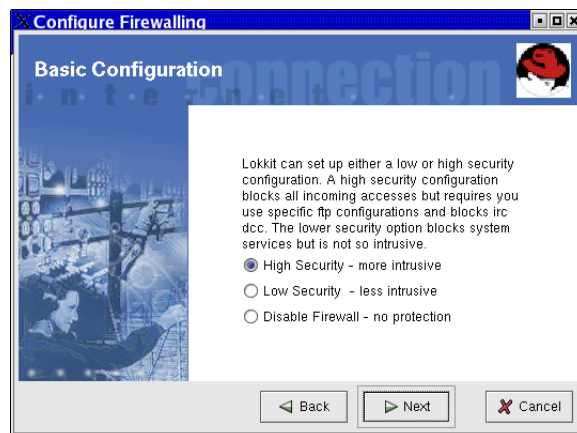 Configure Firewalling
Basic Configuration
connection
i·n·t·e·r·n·e·t·
Lokkit can set up either a low or high security
configuration. A high security configuration
blocks all incoming accesses but requires you
use specific ftp configurations and blocks irc
dcc. The lower security option blocks system
services but is not so intrusive.
High Security - more intrusive
Low Security - less intrusive
Disable Firewall - no protection
Back
Next
Cancel